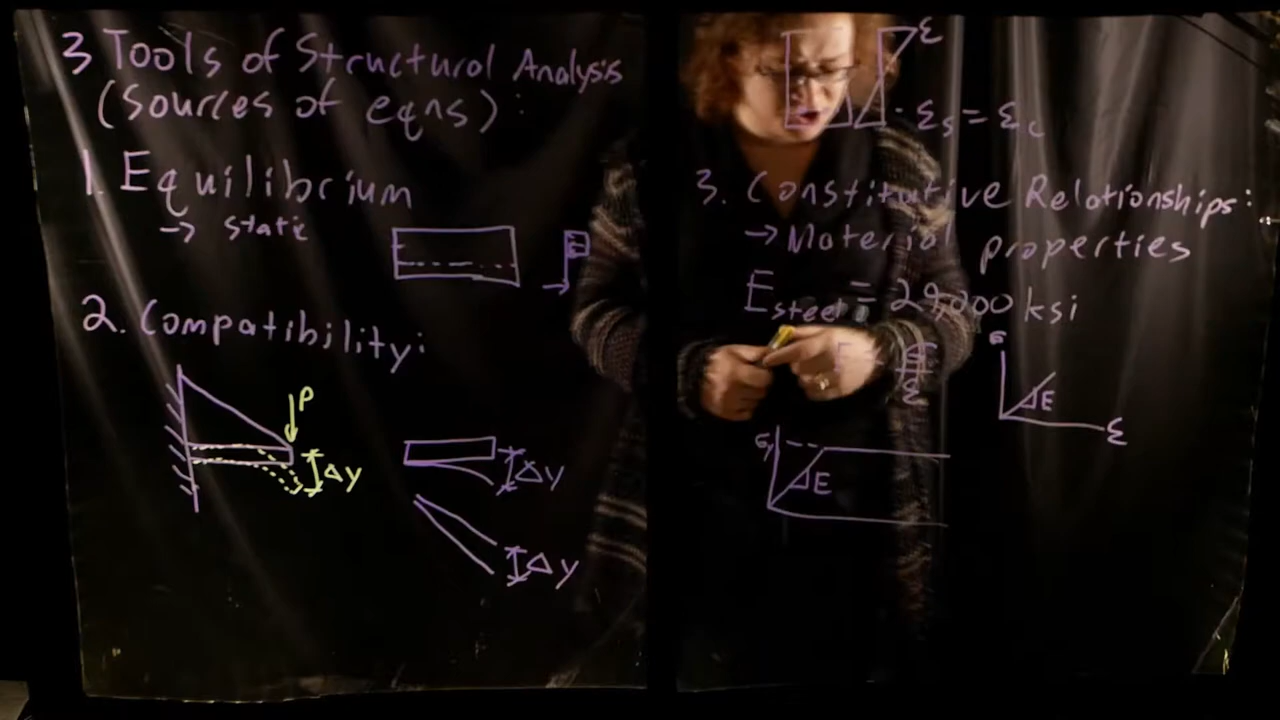 3 Tools of Structural Analysis
(Sources of eqns):
1. Equilibrium
→ static
2. Compatibility:
P
Δy
Δy
Δy
ε
εs = εc
3. Constitutive Relationships:
→ Material properties
Esteel = 29,000 ksi
E = σ/ε
σ
E
ε
σy
E